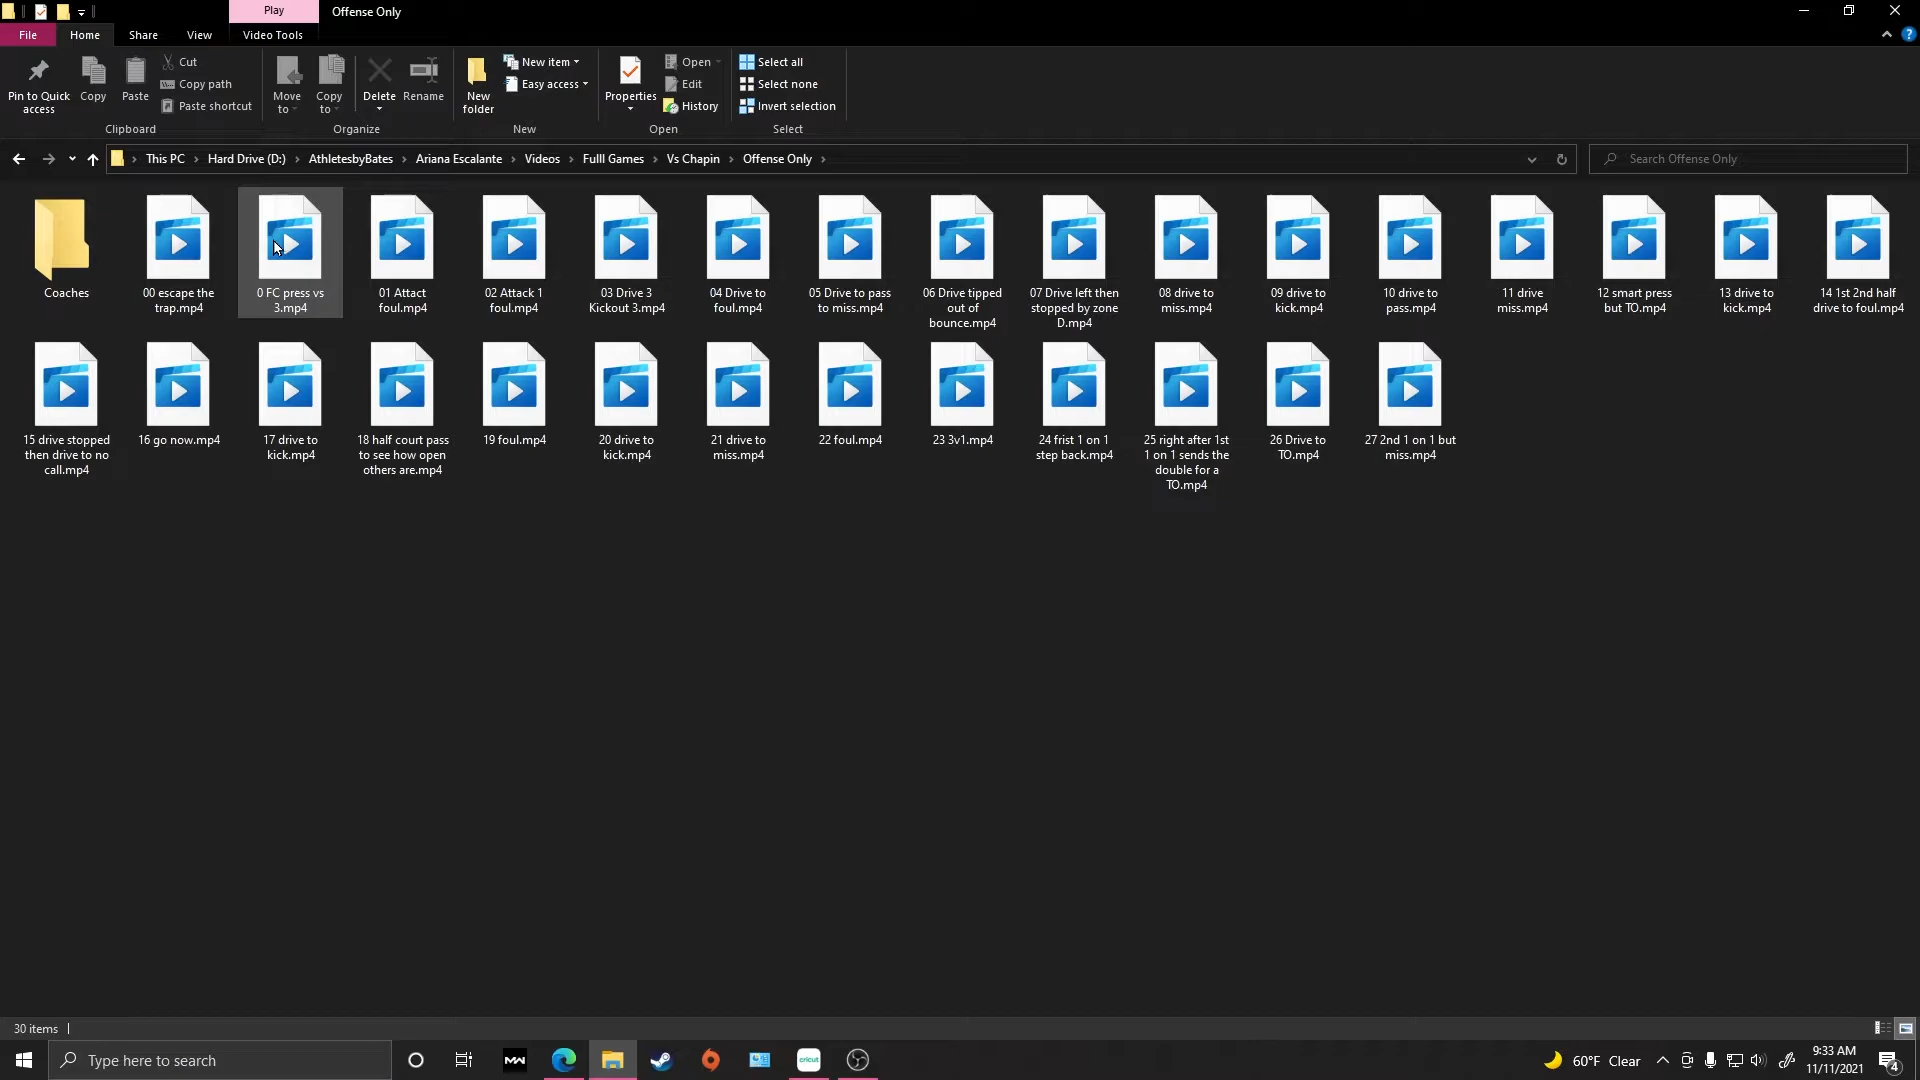 Play
Offense Only
File
Home
Share
View
Video Tools
Pin to Quick
access
Copy
Paste
Cut
Copy path
Paste shortcut
Clipboard
Move
to
Copy
to
Delete
Rename
Organize
New
folder
New item
Easy access
New
Properties
Open
Edit
History
Open
Select all
Select none
Invert selection
Select
This PC
Hard Drive (D:)
AthletesbyBates
Ariana Escalante
Videos
Fulll Games
Vs Chapin
Offense Only
Search Offense Only
Coaches
00 escape the
trap.mp4
0 FC press vs
3.mp4
01 Attact
foul.mp4
02 Attack 1
foul.mp4
03 Drive 3
Kickout 3.mp4
04 Drive to
foul.mp4
05 Drive to pass
to miss.mp4
06 Drive tipped
out of
bounce.mp4
07 Drive left then
stopped by zone
D.mp4
08 drive to
miss.mp4
09 drive to
kick.mp4
10 drive to
pass.mp4
11 drive
miss.mp4
12 smart press
but TO.mp4
13 drive to
kick.mp4
14 1st 2nd half
drive to foul.mp4
15 drive stopped
then drive to no
call.mp4
16 go now.mp4
17 drive to
kick.mp4
18 half court pass
to see how open
others are.mp4
19 foul.mp4
20 drive to
kick.mp4
21 drive to
miss.mp4
22 foul.mp4
23 3v1.mp4
24 frist 1 on 1
step back.mp4
25 right after 1st
1 on 1 sends the
double for a
TO.mp4
26 Drive to
TO.mp4
27 2nd 1 on 1 but
miss.mp4
30 items
Type here to search
MW
cricut
60°F Clear
9:33 AM
11/11/2021
4